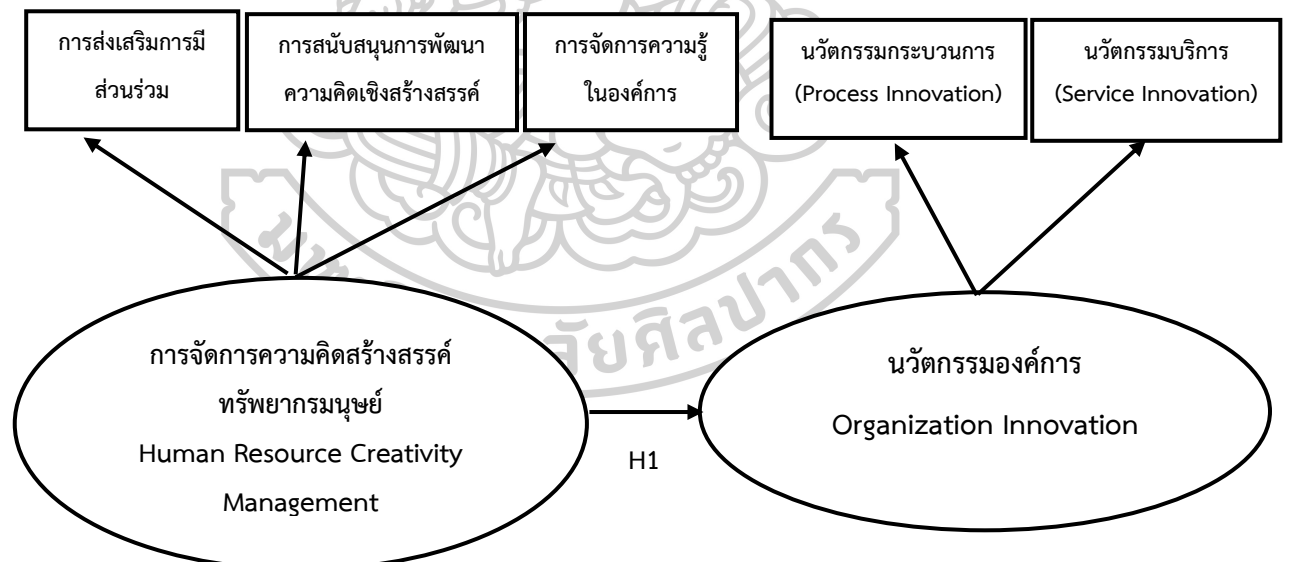 การส่งเสริมการมี
ส่วนร่วม
การสนับสนุนการพัฒนา
ความคิดเชิงสร้างสรรค์
การจัดการความรู้
ในองค์การ
นวัตกรรมกระบวนการ
(Process Innovation)
นวัตกรรมบริการ
(Service Innovation)
การจัดการความคิดสร้างสรรค์
ทรัพยากรมนุษย์
Human Resource Creativity
Management
H1
นวัตกรรมองค์การ
Organization Innovation
ลัยศิลปากร